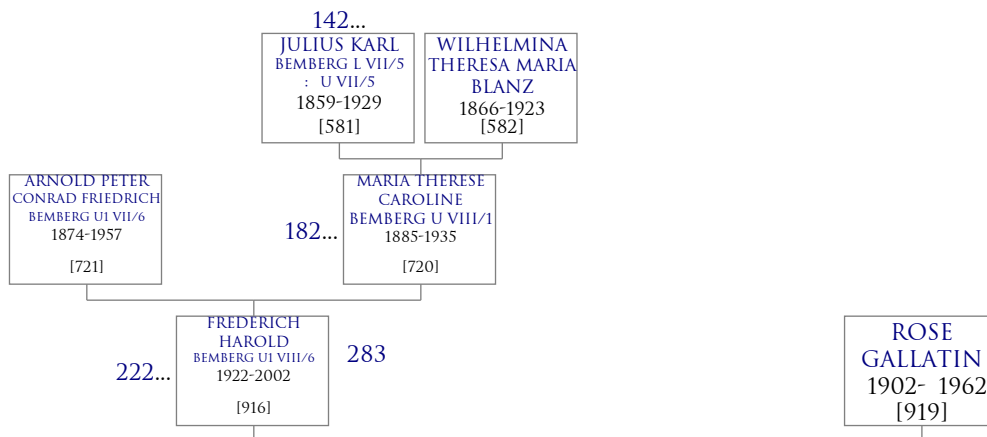 142...
JULIUS KARL
BEMBERG L VII/5
: U VII/5
1859-1929
[581]
WILHELMINA
THERESA MARIA
BLANZ
1866-1923
[582]
ARNOLD PETER
CONRAD FRIEDRICH
BEMBERG U1 VII/6
1874-1957
[721]
182...
MARIA THERESE
CAROLINE
BEMBERG U VIII/1
1885-1935
[720]
222...
FREDERICH
HAROLD
BEMBERG U1 VIII/6
1922-2002
[916]
283
ROSE
GALLATIN
1902- 1962
[919]